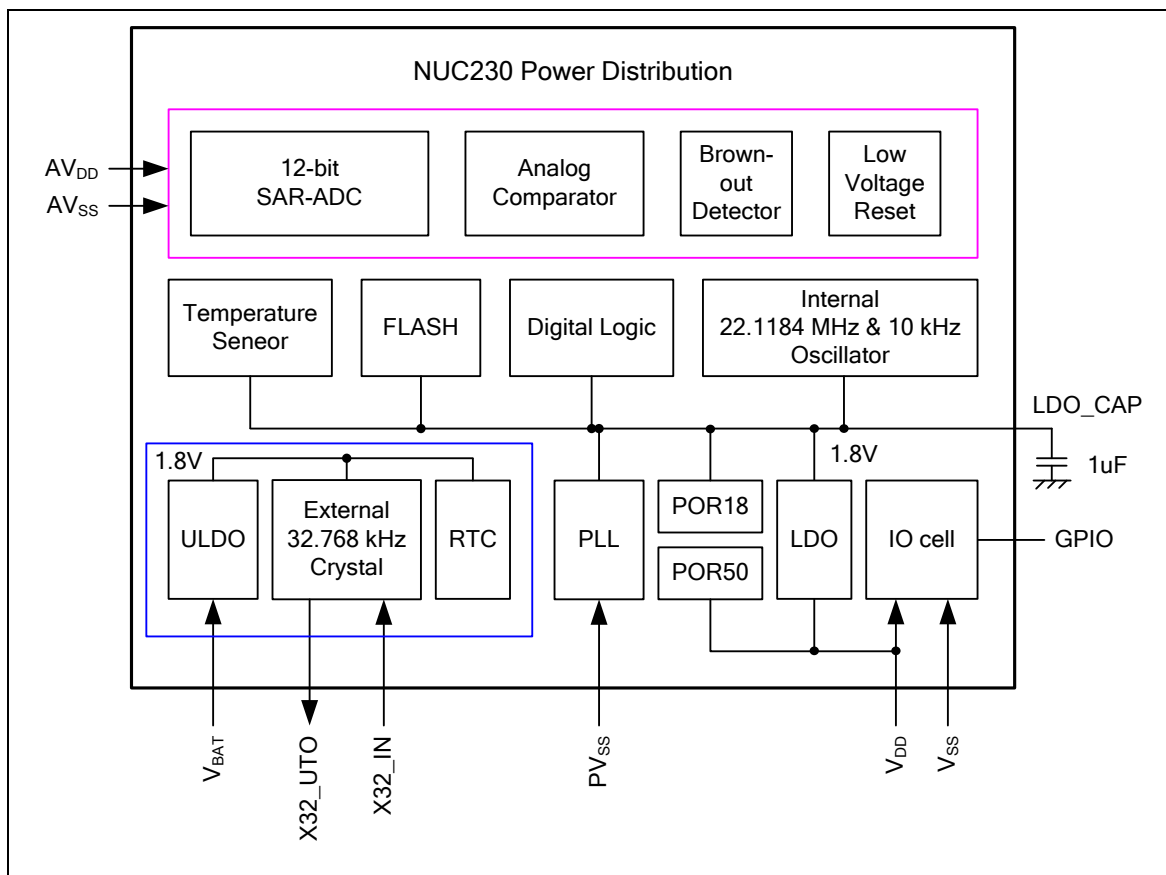 NUC230 Power Distribution
AVDD
AVSS
12-bit
SAR-ADC
Analog
Comparator
Brown-
out
Detector
Low
Voltage
Reset
Temperature
Seneor
FLASH
Digital Logic
Internal
22.1184 MHz & 10 kHz
Oscillator
LDO_CAP
1uF
1.8V
1.8V
ULDO
External
32.768 kHz
Crystal
RTC
PLL
POR18
POR50
LDO
IO cell
GPIO
VBAT
X32_UTO
X32_IN
PVSS
VDD
VSS